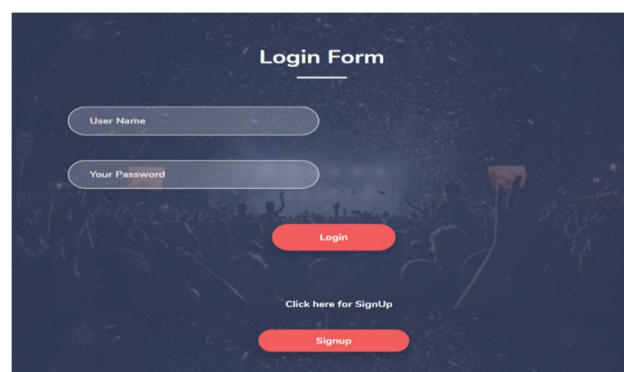 Login Form
User Name
Your Password
Login
Click here for SignUp
Signup